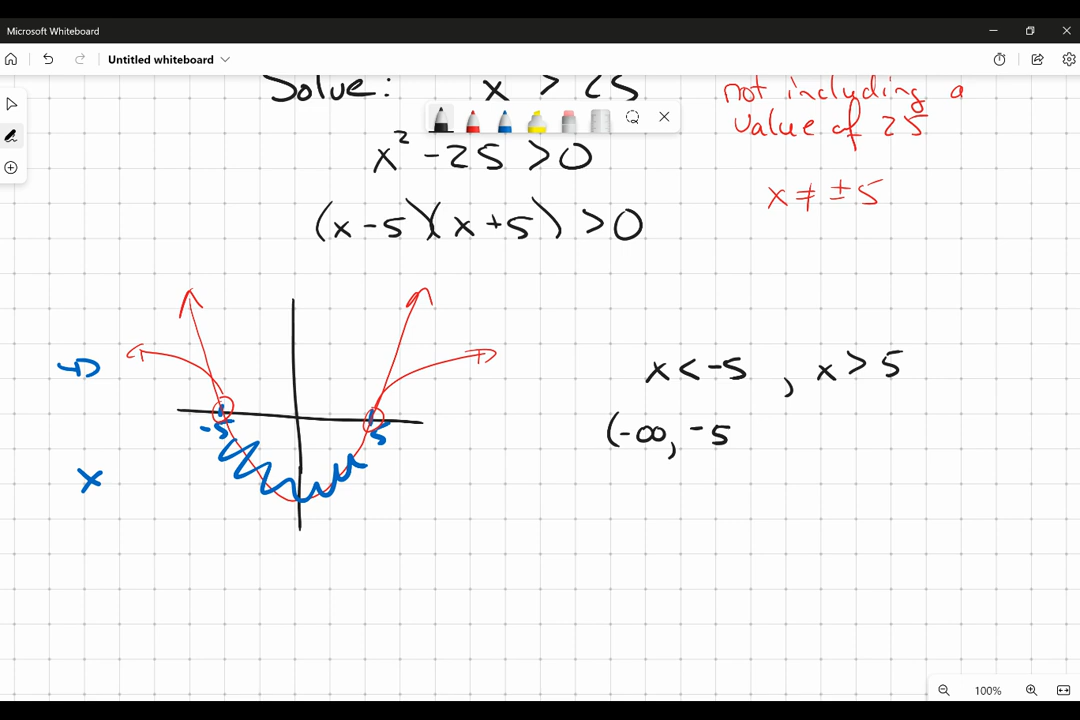 Microsoft Whiteboard
Untitled whiteboard
Solve: x > 25
not including a
value of 25
x² - 25 > 0
x ≠ ± 5
(x - 5)(x + 5) > 0
-5
5
x
x < -5 , x > 5
(-∞, -5
100%